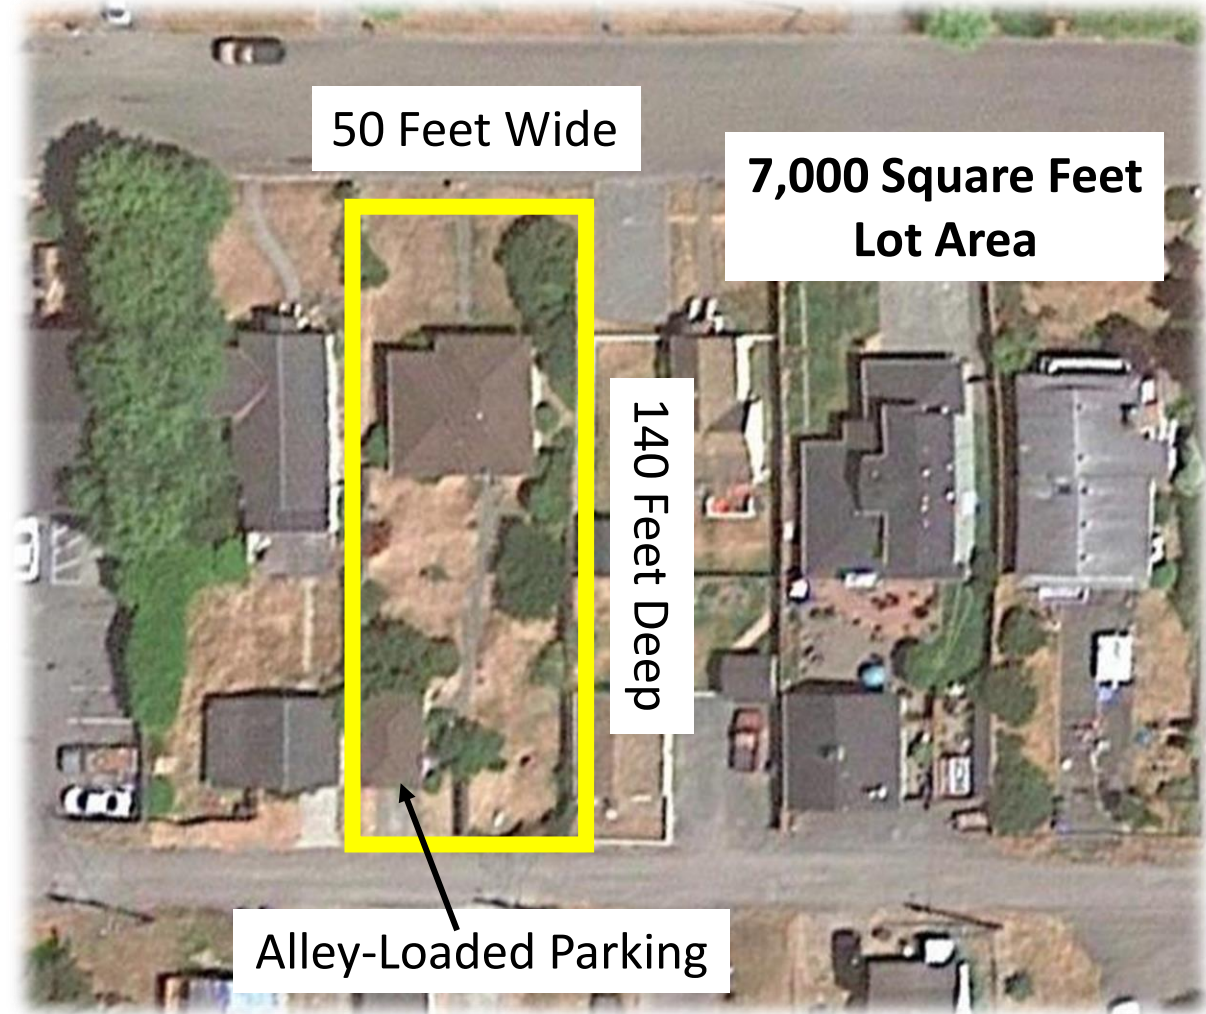 50 Feet Wide
7,000 Square Feet
Lot Area
140 Feet Deep
Alley-Loaded Parking